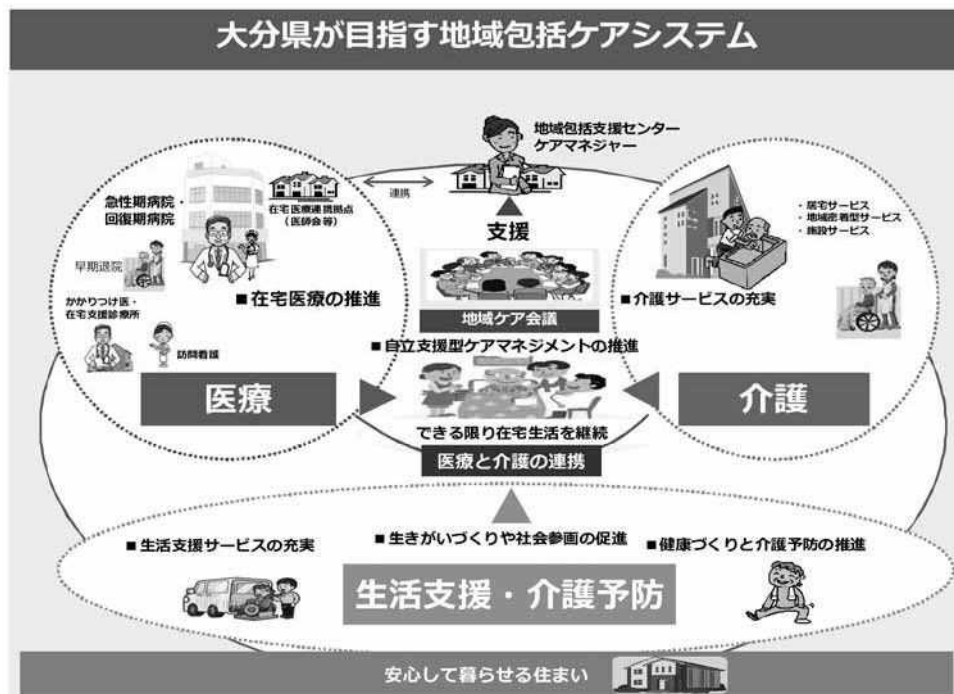 大分県が目指す地域包括ケアシステム
地域包括支援センター
ケアマネジャー
急性期病院・
回復期病院
在宅医療連携拠点
(医師会等)
連携
早期退院
かかりつけ医・
在宅支援診療所
訪問看護
■在宅医療の推進
医療
支援
地域ケア会議
■自立支援型ケアマネジメントの推進
できる限り在宅生活を継続
医療と介護の連携
・居宅サービス
・地域密着型サービス
・施設サービス
■介護サービスの充実
介護
■生活支援サービスの充実
■生きがいづくりや社会参画の促進
■健康づくりと介護予防の推進
生活支援・介護予防
安心して暮らせる住まい